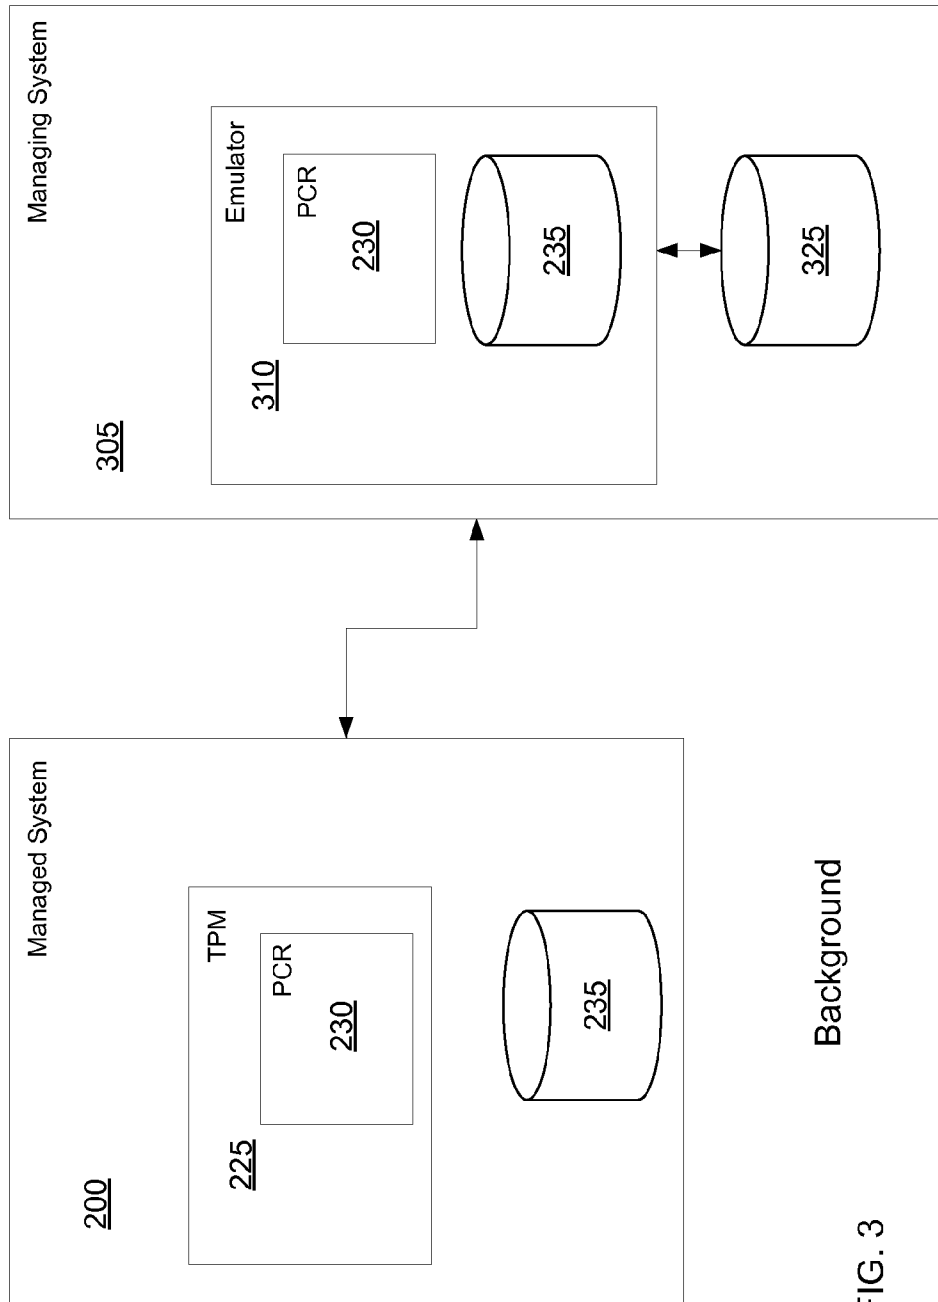 Managed System
200
TPM
225
PCR
230
235
Managing System
305
Emulator
310
PCR
230
235
325
Background
FIG. 3